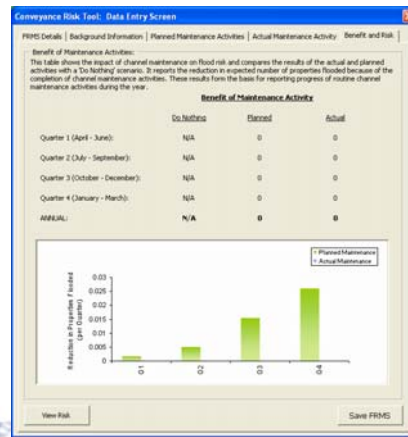 Conveyance Risk Tool: Data Entry Screen
FRMS Details | Background Information | Planned Maintenance Activities | Actual Maintenance Activity | Benefit and Risk
Benefit of Maintenance Activities:
This table shows the impact of channel maintenance on flood risk and compares the results of the actual and planned
activities with a 'Do Nothing' scenario. It reports the reduction in expected number of properties flooded because of the
completion of channel maintenance activities. These results form the basis for reporting progress of routine channel
maintenance activities during the year.
Benefit of Maintenance Activity
Do Nothing Planned Actual
Quarter 1 (April - June): N/A 0 0
Quarter 2 (July - September): N/A 0 0
Quarter 3 (October - December): N/A 0 0
Quarter 4 (January - March): N/A 0 0
ANNUAL: N/A 0 0
Planned Maintenance
Actual Maintenance
Reduction in Properties Flooded
(per Quarter)
0.03
0.025
0.02
0.015
0.01
0.005
0
Q1 Q2 Q3 Q4
View Risk Save FRMS